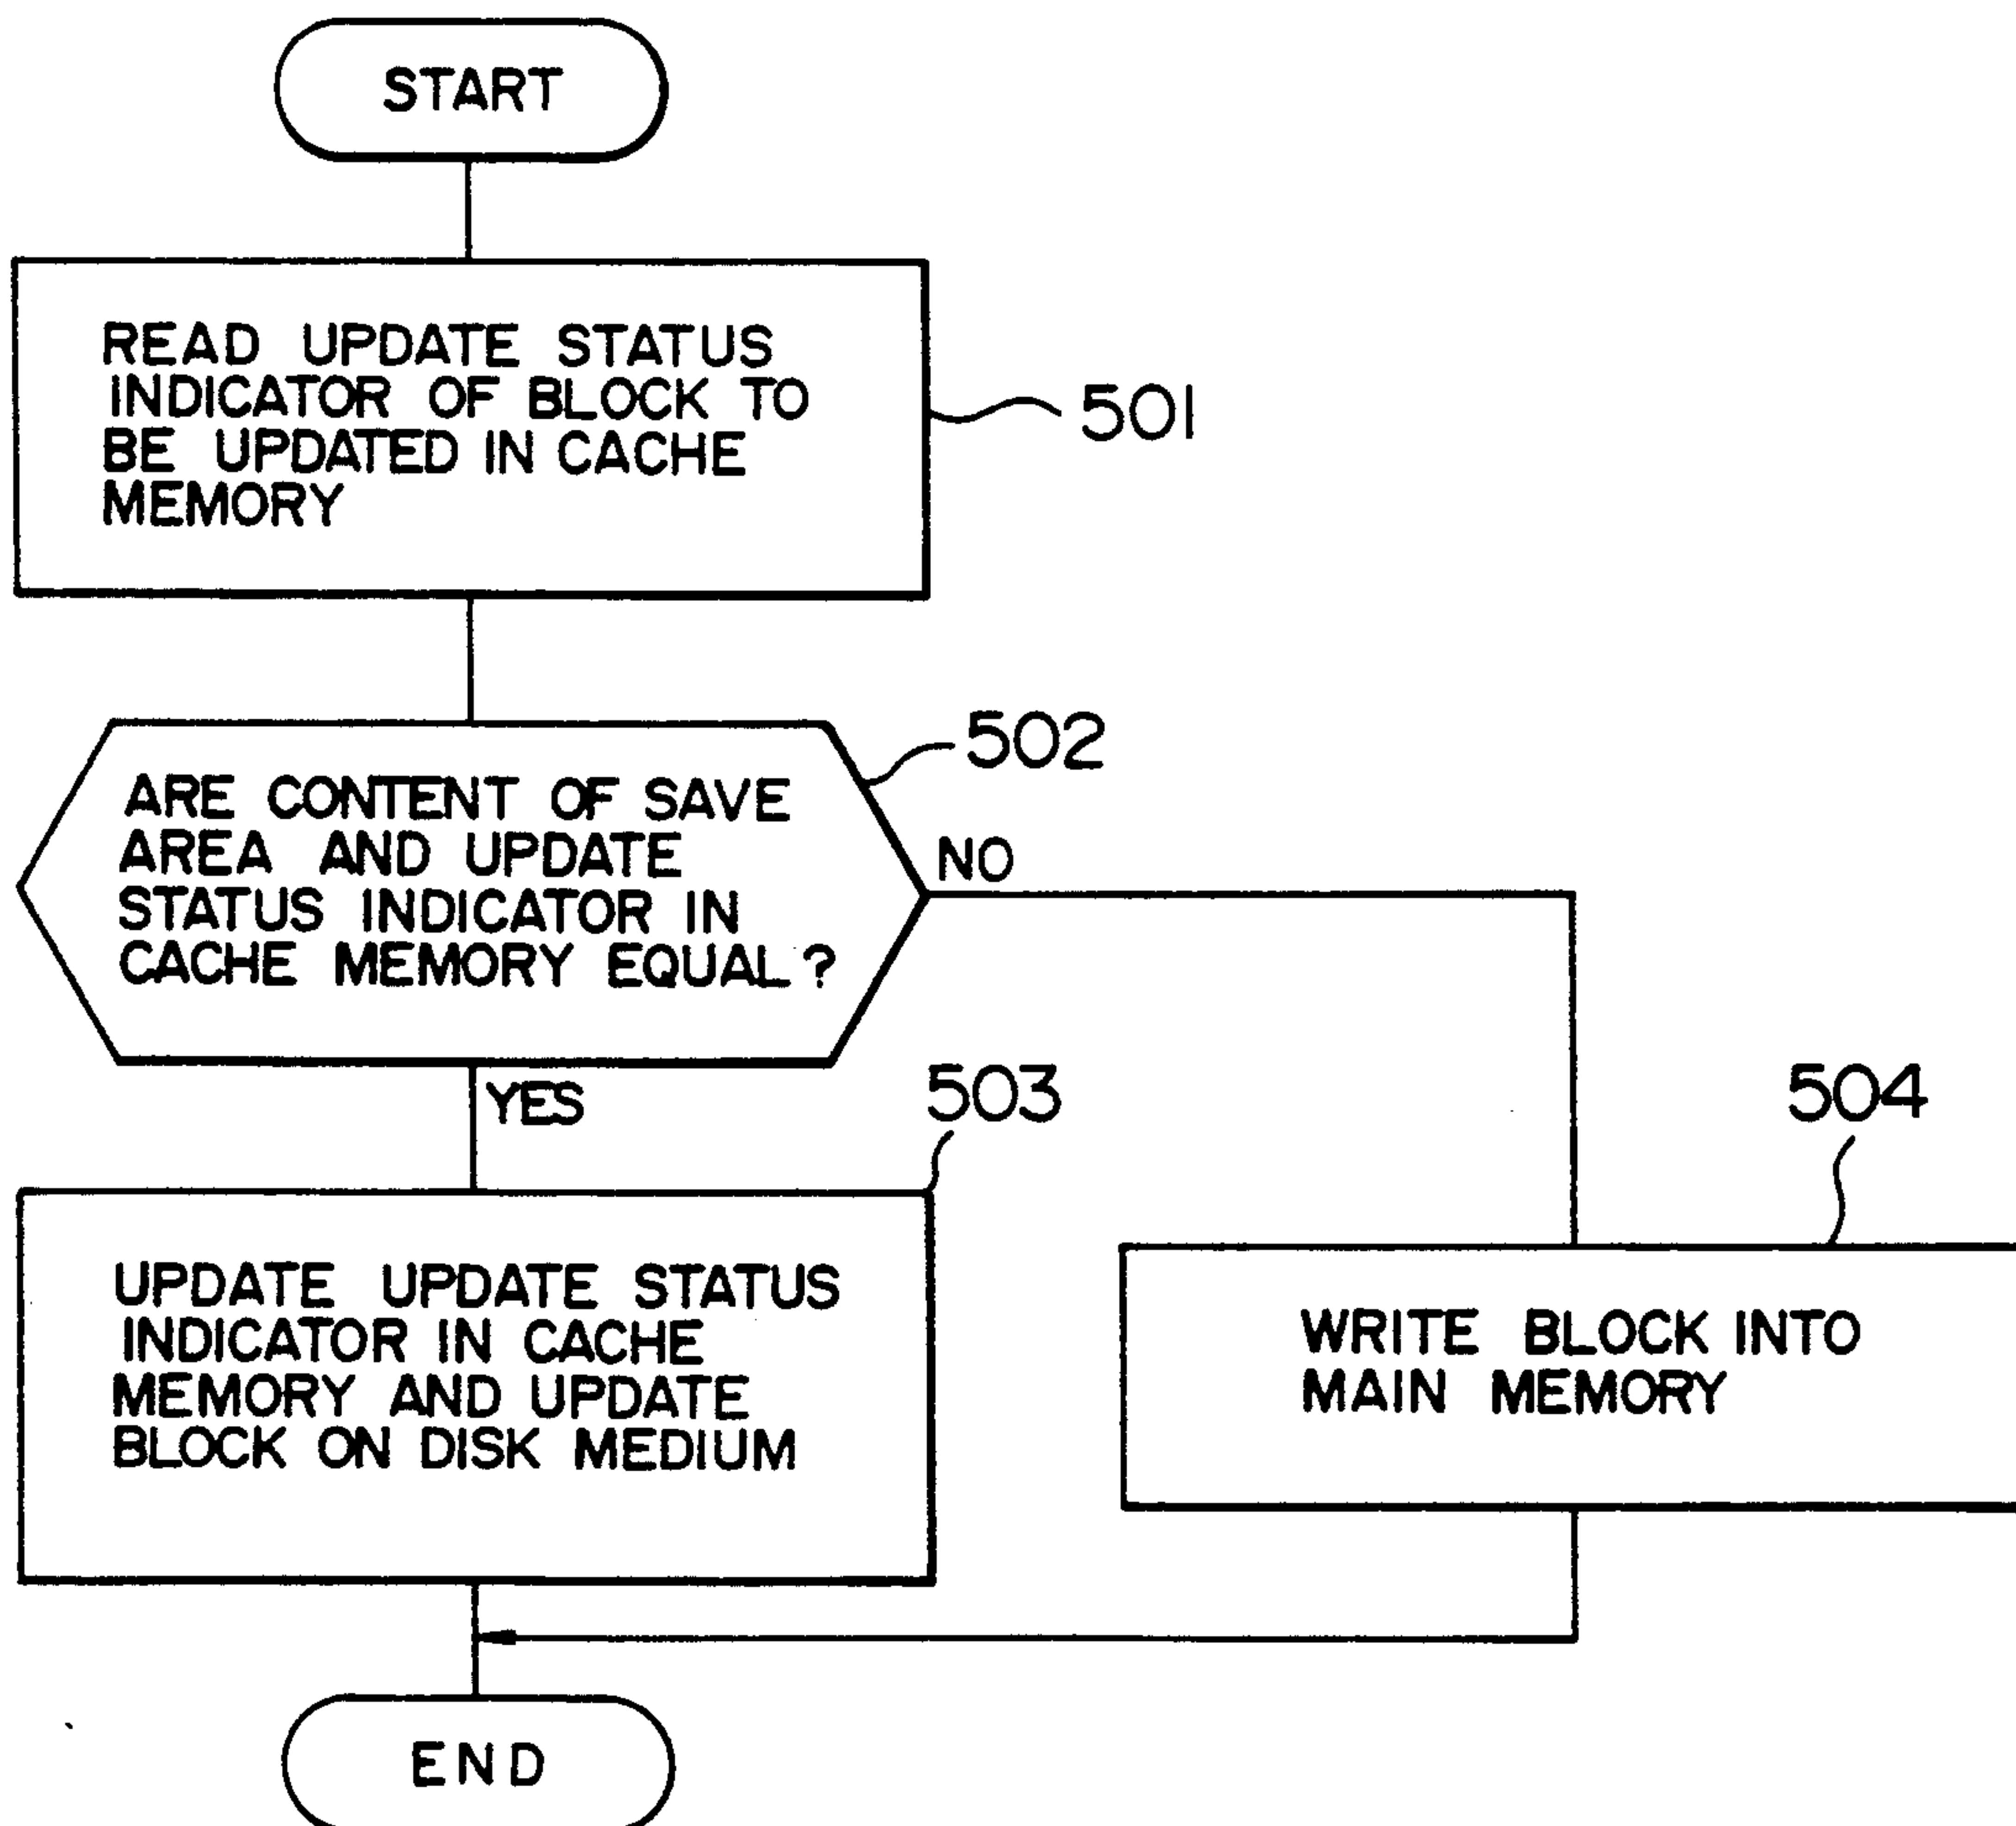 START
READ UPDATE STATUS
INDICATOR OF BLOCK TO
BE UPDATED IN CACHE
MEMORY
501
ARE CONTENT OF SAVE
AREA AND UPDATE
STATUS INDICATOR IN
CACHE MEMORY EQUAL?
502
NO
YES
503
UPDATE UPDATE STATUS
INDICATOR IN CACHE
MEMORY AND UPDATE
BLOCK ON DISK MEDIUM
504
WRITE BLOCK INTO
MAIN MEMORY
END